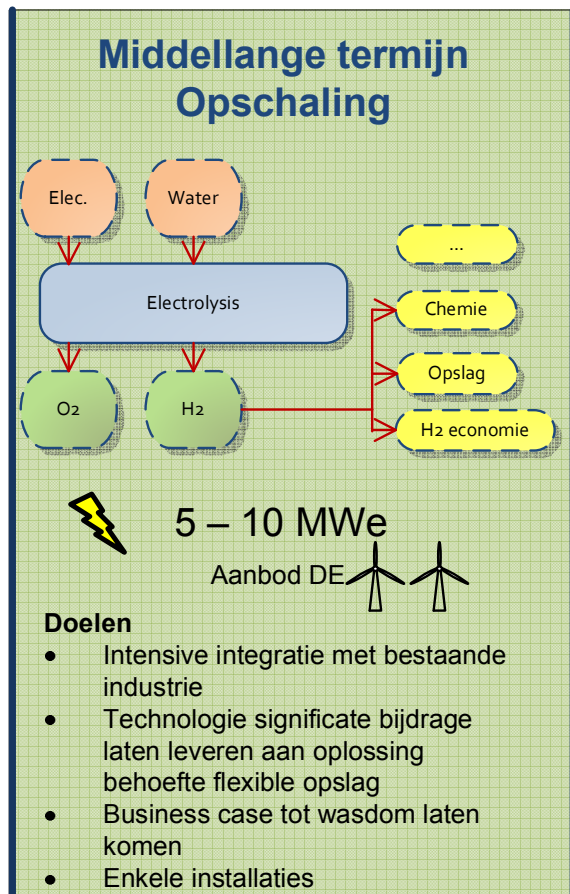 Middellange termijn
Opschaling
Elec.
Water
...
Electrolysis
Chemie
Opslag
O2
H2
H2 economie
5 – 10 MWe
Aanbod DE
Doelen
• Intensive integratie met bestaande
industrie
• Technologie significate bijdrage
laten leveren aan oplossing
behoefte flexible opslag
• Business case tot wasdom laten
komen
• Enkele installaties